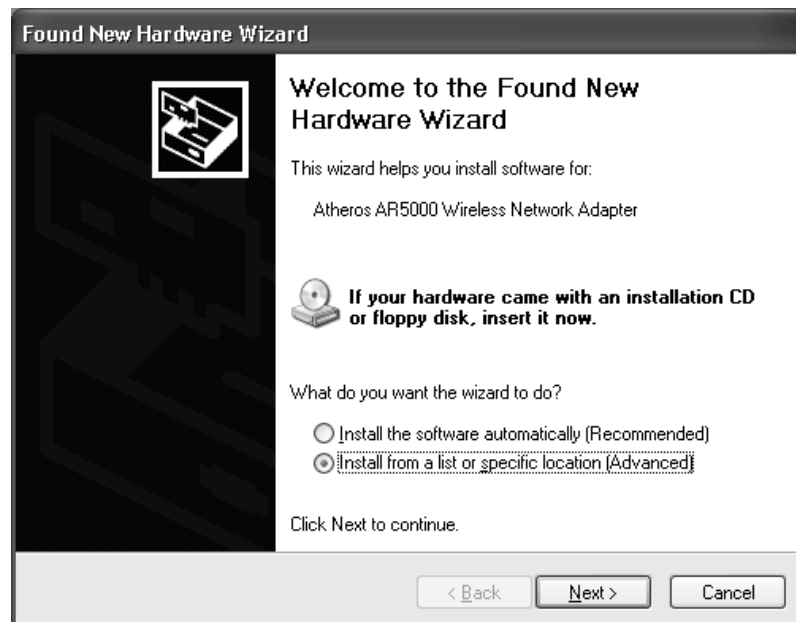 Found New Hardware Wizard
Welcome to the Found New
Hardware Wizard
This wizard helps you install software for:
Atheros AR5000 Wireless Network Adapter
If your hardware came with an installation CD
or floppy disk, insert it now.
What do you want the wizard to do?
Install the software automatically (Recommended)
Install from a list or specific location (Advanced)
Click Next to continue.
< Back Next > Cancel